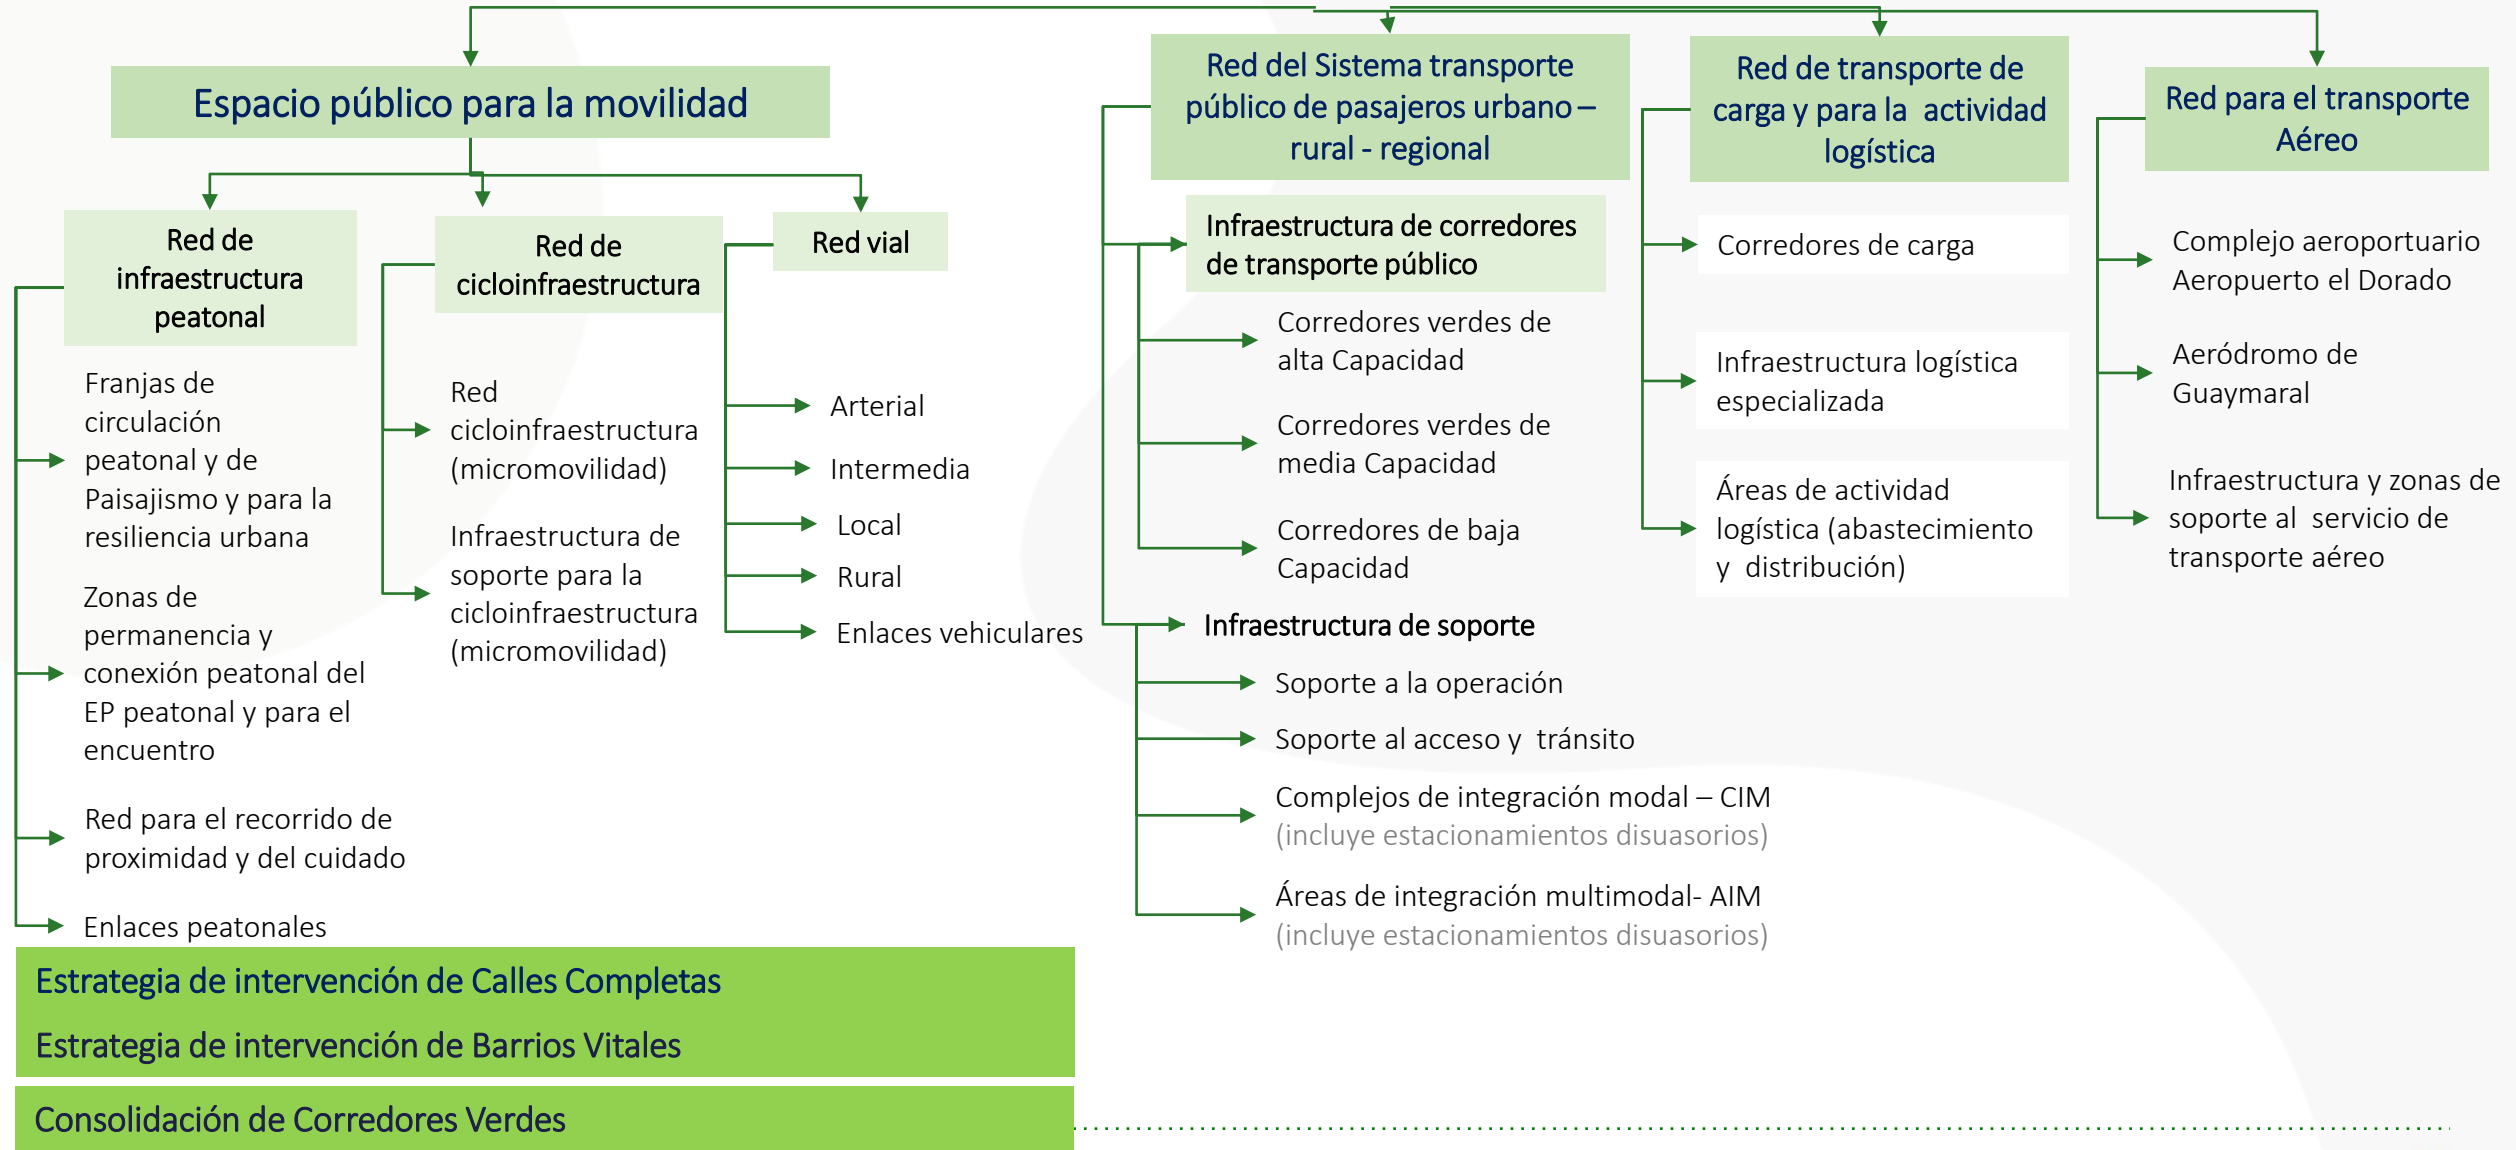 Espacio público para la movilidad
Red de
infraestructura
peatonal
Franjas de
circulación
peatonal y de
Paisajismo y para la
resiliencia urbana
Zonas de
permanencia y
conexión peatonal del
EP peatonal y para el
encuentro
Red para el recorrido de
proximidad y del cuidado
Enlaces peatonales
Red de
cicloinfraestructura
Red
cicloinfraestructura
(micromovilidad)
Infraestructura de
soporte para la
cicloinfraestructura
(micromovilidad)
Red vial
Arterial
Intermedia
Local
Rural
Enlaces vehiculares
Red del Sistema transporte
público de pasajeros urbano –
rural - regional
Infraestructura de corredores
de transporte público
Corredores verdes de
alta Capacidad
Corredores verdes de
media Capacidad
Corredores de baja
Capacidad
Infraestructura de soporte
Soporte a la operación
Soporte al acceso y tránsito
Complejos de integración modal – CIM
(incluye estacionamientos disuasorios)
Áreas de integración multimodal- AIM
(incluye estacionamientos disuasorios)
Red de transporte de
carga y para la actividad
logística
Corredores de carga
Infraestructura logística
especializada
Áreas de actividad
logística (abastecimiento
y distribución)
Red para el transporte
Aéreo
Complejo aeroportuario
Aeropuerto el Dorado
Aeródromo de
Guaymaral
Infraestructura y zonas de
soporte al servicio de
transporte aéreo
Estrategia de intervención de Calles Completas
Estrategia de intervención de Barrios Vitales
Consolidación de Corredores Verdes